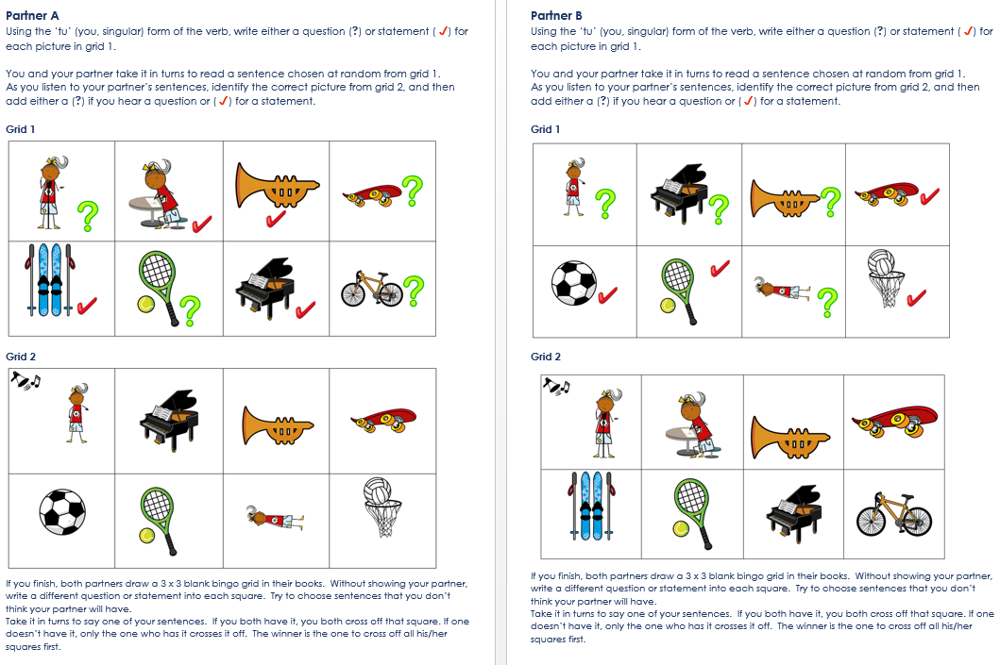 Partner A
Using the ‘tu’ (you, singular) form of the verb, write either a question (?) or statement ( ✓) for
each picture in grid 1.
You and your partner take it in turns to read a sentence chosen at random from grid 1.
As you listen to your partner’s sentences, identify the correct picture from grid 2, and then
add either a (?) if you hear a question or ( ✓) for a statement.
Grid 1
? ✓ ✓ ?
✓ ? ✓ ?
Grid 2
If you finish, both partners draw a 3 x 3 blank bingo grid in their books.  Without showing your partner,
write a different question or statement into each square.  Try to choose sentences that you don’t
think your partner will have.
Take it in turns to say one of your sentences.  If you both have it, you both cross off that square. If one
doesn’t have it, only the one who has it crosses it off.  The winner is the one to cross off all his/her
squares first.
Partner B
Using the ‘tu’ (you, singular) form of the verb, write either a question (?) or statement ( ✓) for
each picture in grid 1.
You and your partner take it in turns to read a sentence chosen at random from grid 1.
As you listen to your partner’s sentences, identify the correct picture from grid 2, and then
add either a (?) if you hear a question or ( ✓) for a statement.
Grid 1
? ? ? ✓
✓ ✓ ? ✓
Grid 2
If you finish, both partners draw a 3 x 3 blank bingo grid in their books.  Without showing your partner,
write a different question or statement into each square.  Try to choose sentences that you don’t
think your partner will have.
Take it in turns to say one of your sentences.  If you both have it, you both cross off that square. If one
doesn’t have it, only the one who has it crosses it off.  The winner is the one to cross off all his/her
squares first.